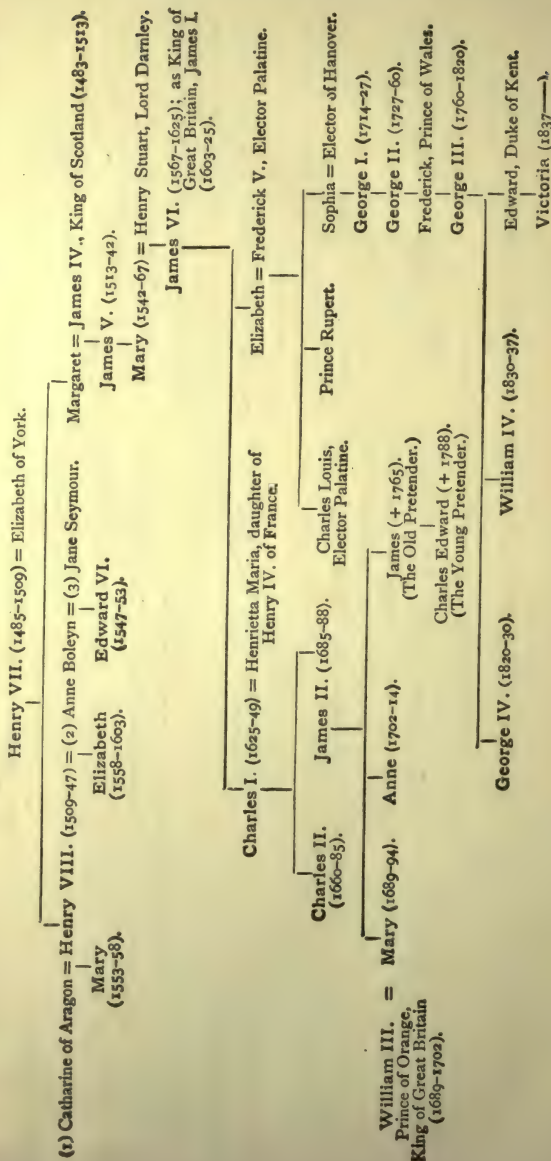 Henry VII. (1485-1509) = Elizabeth of York.
(1) Catharine of Aragon = Henry VIII. (1509-47) = (2) Anne Boleyn = (3) Jane Seymour.
Margaret = James IV., King of Scotland (1483-1513).
Mary
(1553-58).
Elizabeth
(1558-1603).
Edward VI.
(1547-53).
James V. (1513-42).
Mary (1542-67) = Henry Stuart, Lord Darnley.
James VI. (1567-1625); as King of
Great Britain, James I.
(1603-25).
Charles I. (1625-49) = Henrietta Maria, daughter of
Henry IV. of France.
Elizabeth = Frederick V., Elector Palatine.
Charles II.
(1660-85).
James II. (1685-88).
Charles Louis,
Elector Palatine.
Prince Rupert.
Sophia = Elector of Hanover.
George I. (1714-27).
George II. (1727-60).
Frederick, Prince of Wales.
George III. (1760-1820).
William III.
Prince of Orange,
King of Great Britain
(1689-1702).
= Mary (1689-94).
Anne (1702-14)
James (+ 1765).
(The Old Pretender.)
Charles Edward (+ 1788).
(The Young Pretender.)
George IV. (1820-30).
William IV. (1830-37).
Edward, Duke of Kent.
Victoria (1837——).